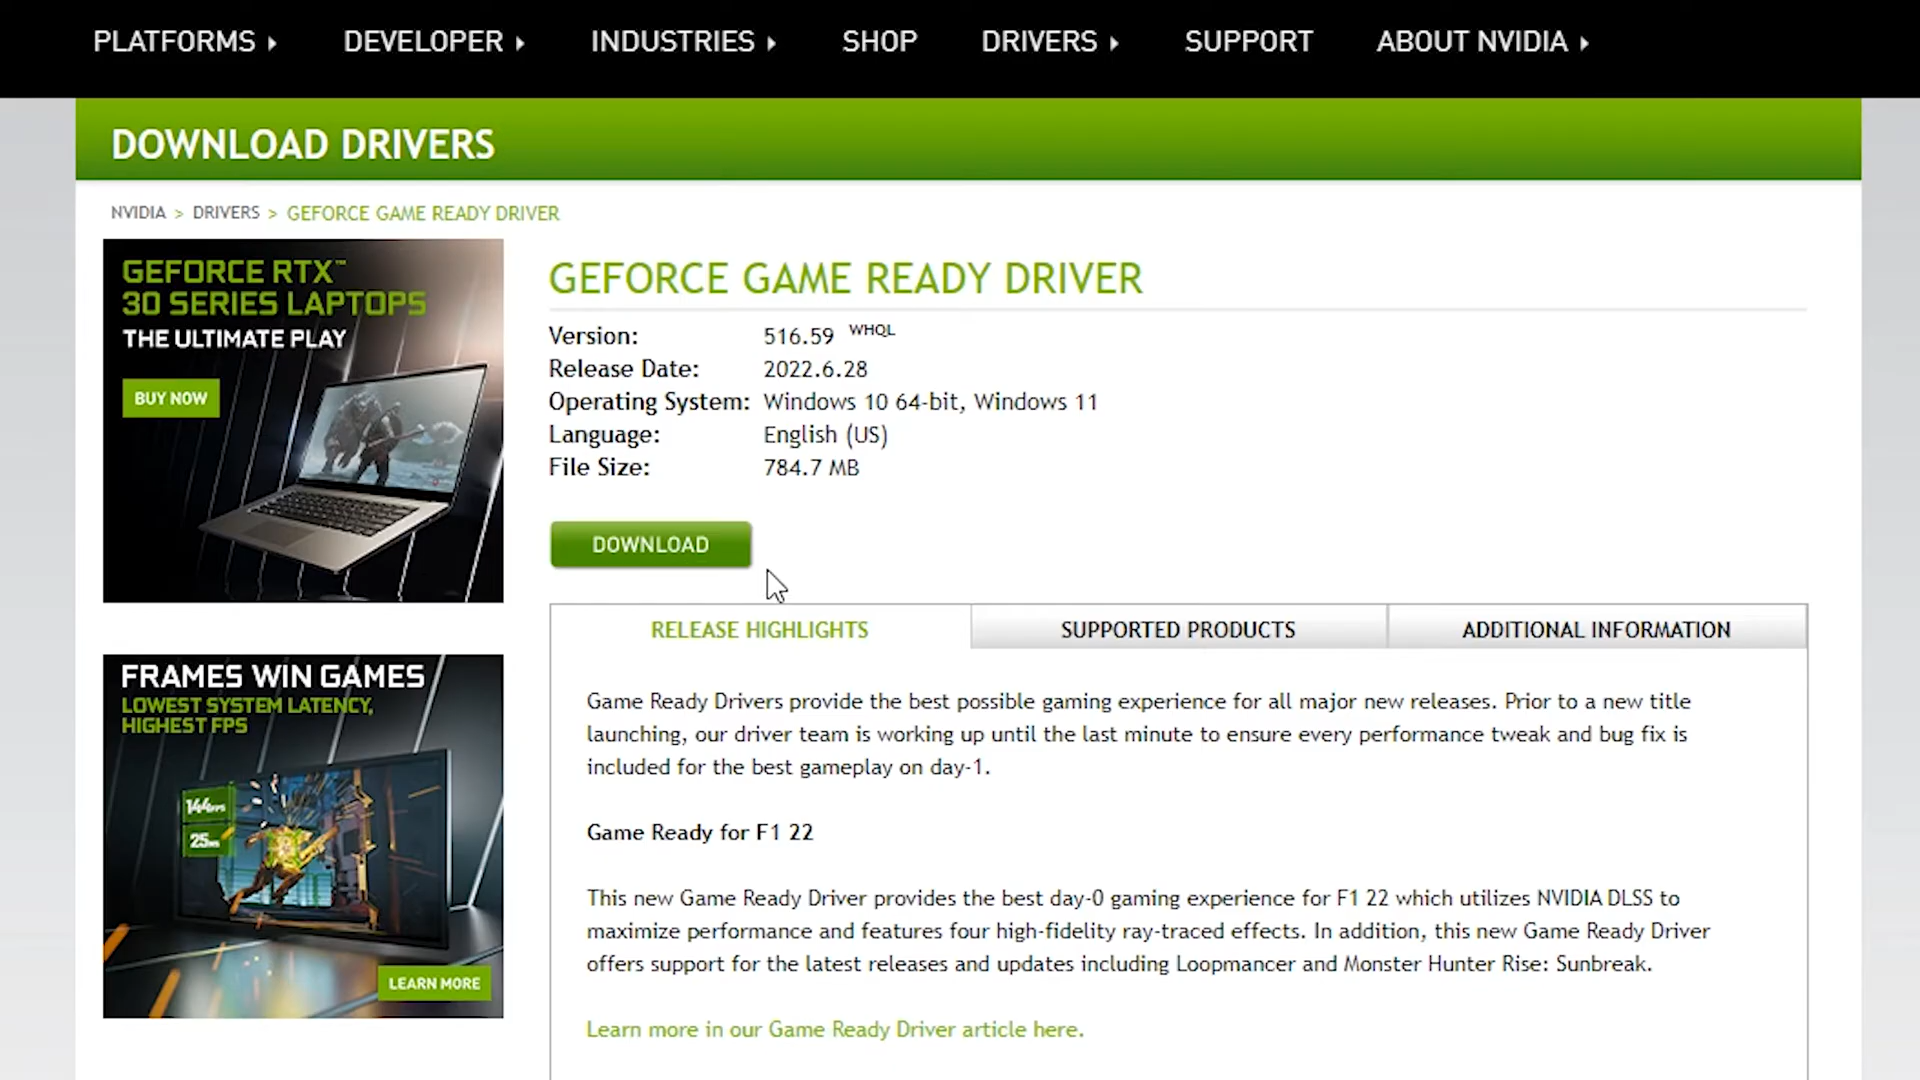 PLATFORMS DEVELOPER INDUSTRIES SHOP DRIVERS SUPPORT ABOUT NVIDIA
DOWNLOAD DRIVERS
NVIDIA > DRIVERS > GEFORCE GAME READY DRIVER
GEFORCE RTX™
30 SERIES LAPTOPS
THE ULTIMATE PLAY
BUY NOW
FRAMES WIN GAMES
LOWEST SYSTEM LATENCY,
HIGHEST FPS
144FPS
25MS
LEARN MORE
GEFORCE GAME READY DRIVER
Version: 516.59 WHQL
Release Date: 2022.6.28
Operating System: Windows 10 64-bit, Windows 11
Language: English (US)
File Size: 784.7 MB
DOWNLOAD
RELEASE HIGHLIGHTS SUPPORTED PRODUCTS ADDITIONAL INFORMATION
Game Ready Drivers provide the best possible gaming experience for all major new releases. Prior to a new title
launching, our driver team is working up until the last minute to ensure every performance tweak and bug fix is
included for the best gameplay on day-1.
Game Ready for F1 22
This new Game Ready Driver provides the best day-0 gaming experience for F1 22 which utilizes NVIDIA DLSS to
maximize performance and features four high-fidelity ray-traced effects. In addition, this new Game Ready Driver
offers support for the latest releases and updates including Loopmancer and Monster Hunter Rise: Sunbreak.
Learn more in our Game Ready Driver article here.